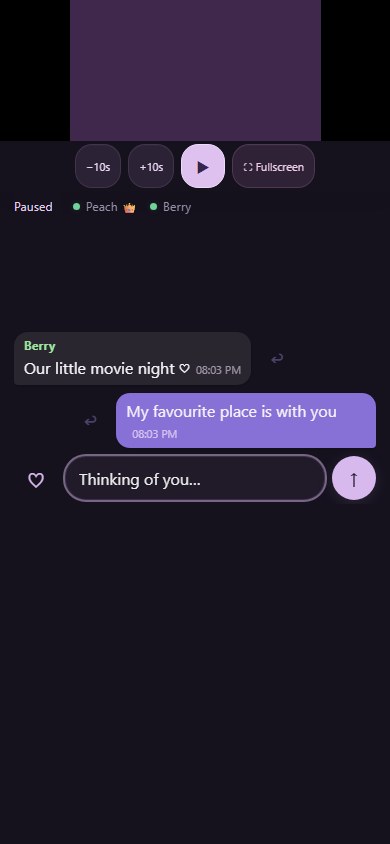 −10s +10s ▶ ⛶ Fullscreen
Paused Peach 👑 Berry
Berry
Our little movie night ♡ 08:03 PM
My favourite place is with you
08:03 PM
Thinking of you...